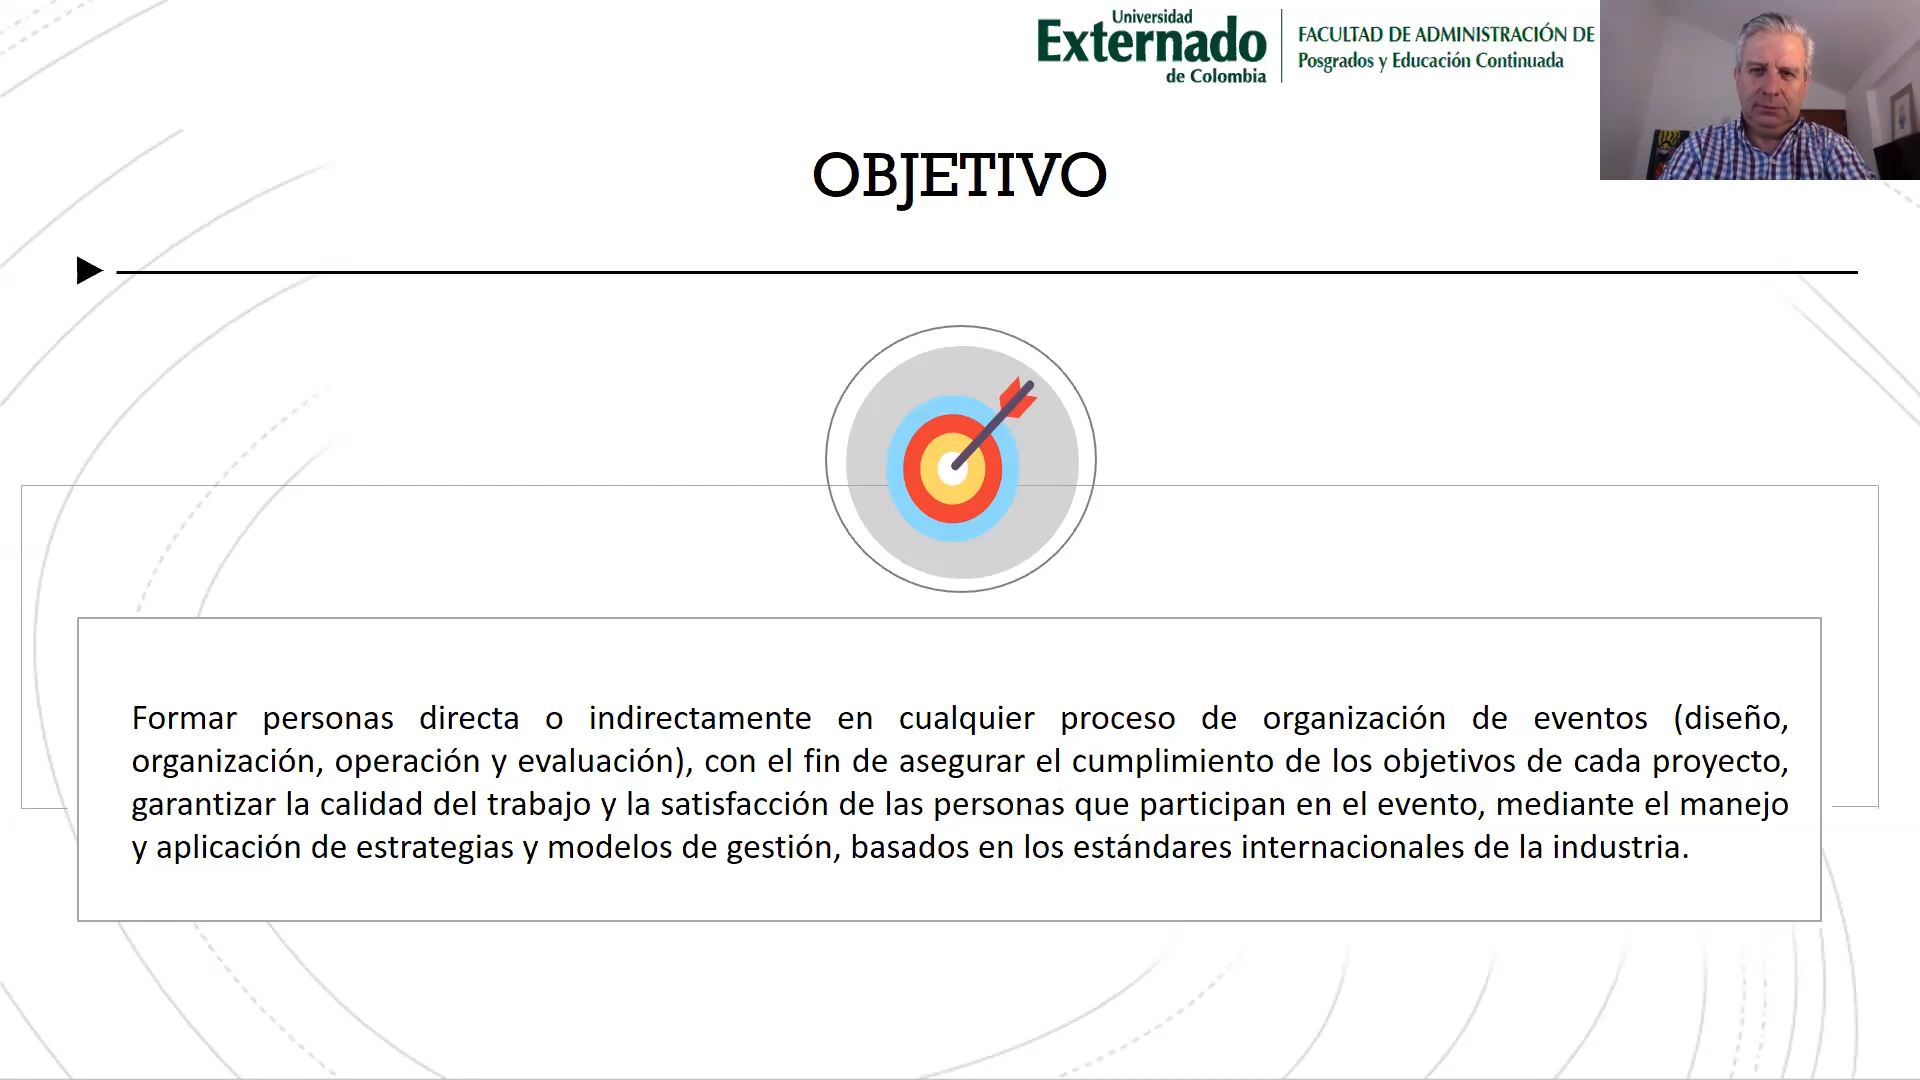 Universidad
Externado
de Colombia
FACULTAD DE ADMINISTRACIÓN DE
Posgrados y Educación Continuada
OBJETIVO
Formar personas directa o indirectamente en cualquier proceso de organización de eventos (diseño,
organización, operación y evaluación), con el fin de asegurar el cumplimiento de los objetivos de cada proyecto,
garantizar la calidad del trabajo y la satisfacción de las personas que participan en el evento, mediante el manejo
y aplicación de estrategias y modelos de gestión, basados en los estándares internacionales de la industria.